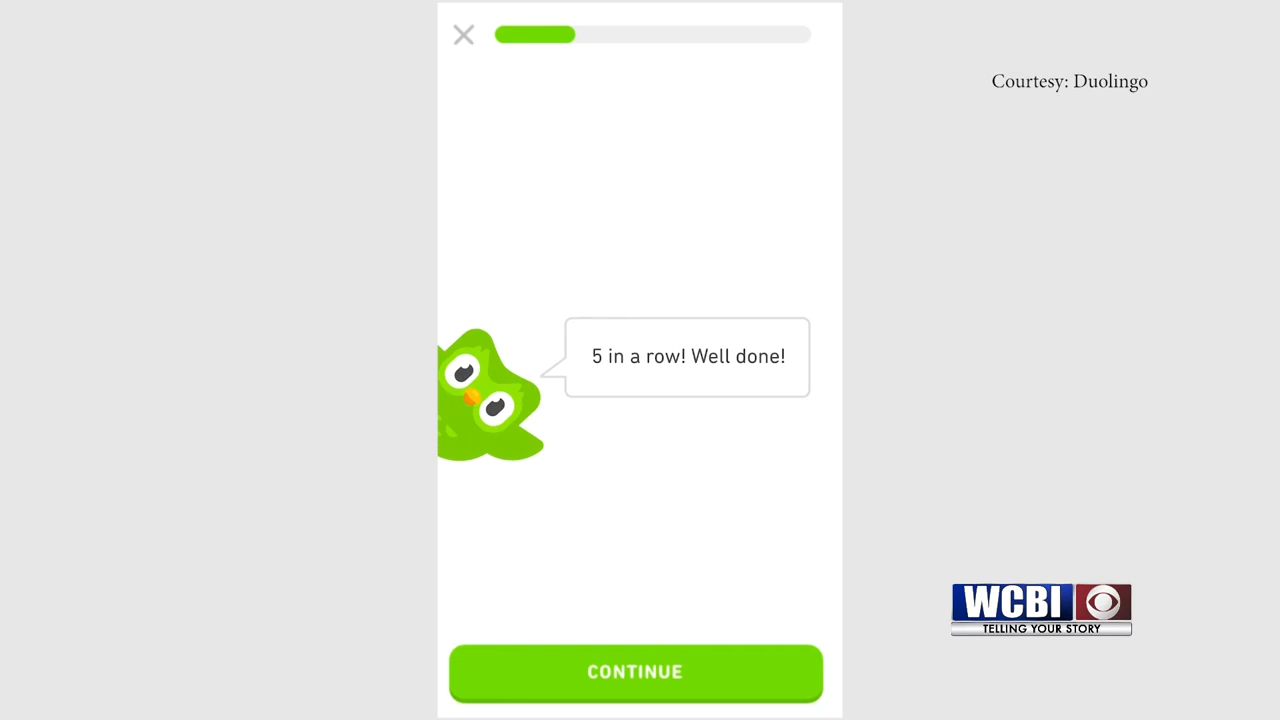 Courtesy: Duolingo
5 in a row! Well done!
WCBI
TELLING YOUR STORY
CONTINUE